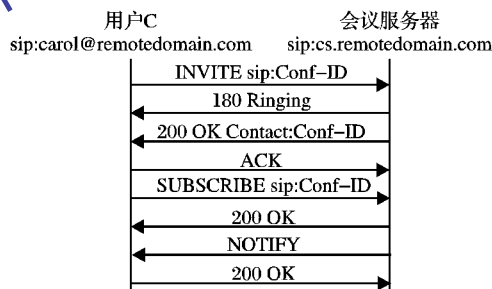 用户C 会议服务器
sip:carol@remotedomain.com sip:cs.remotedomain.com
INVITE sip:Conf–ID
180 Ringing
200 OK Contact:Conf–ID
ACK
SUBSCRIBE sip:Conf–ID
200 OK
NOTIFY
200 OK